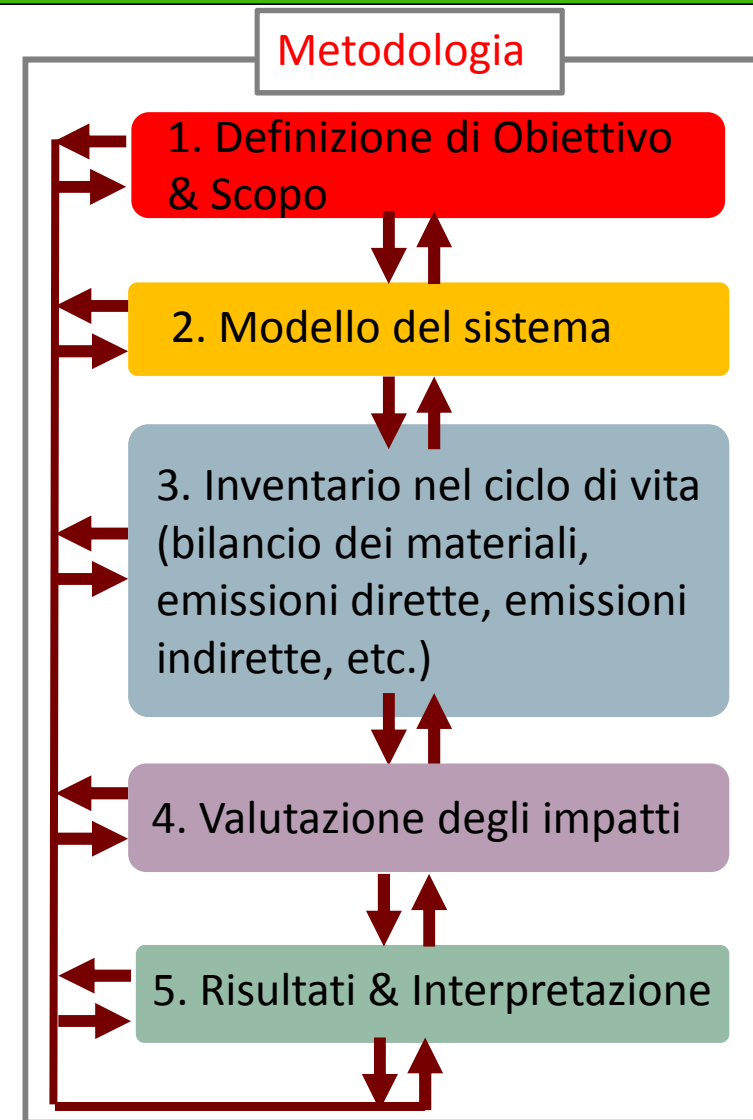 Metodologia
1. Definizione di Obiettivo
& Scopo
2. Modello del sistema
3. Inventario nel ciclo di vita
(bilancio dei materiali,
emissioni dirette, emissioni
indirette, etc.)
4. Valutazione degli impatti
5. Risultati & Interpretazione